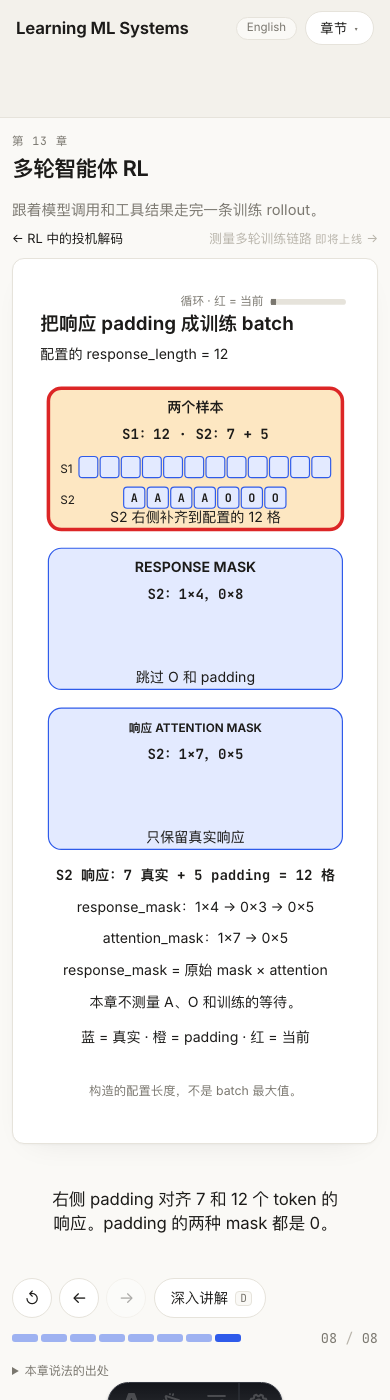 Learning ML Systems
English
章节
第 13 章
多轮智能体 RL
跟着模型调用和工具结果走完一条训练 rollout。
← RL 中的投机解码
测量多轮训练链路 即将上线 →
循环 · 红 = 当前
把响应 padding 成训练 batch
配置的 response_length = 12
两个样本
S1: 12 · S2: 7 + 5
S1
S2 A A A A O O O
S2 右侧补齐到配置的 12 格
RESPONSE MASK
S2: 1×4, 0×8
跳过 O 和 padding
响应 ATTENTION MASK
S2: 1×7, 0×5
只保留真实响应
S2 响应: 7 真实 + 5 padding = 12 格
response_mask: 1×4 → 0×3 → 0×5
attention_mask: 1×7 → 0×5
response_mask = 原始 mask × attention
本章不测量 A、O 和训练的等待。
蓝 = 真实 · 橙 = padding · 红 = 当前
构造的配置长度，不是 batch 最大值。
右侧 padding 对齐 7 和 12 个 token 的
响应。padding 的两种 mask 都是 0。
← → 深入讲解 D
08 / 08
▶ 本章说法的出处